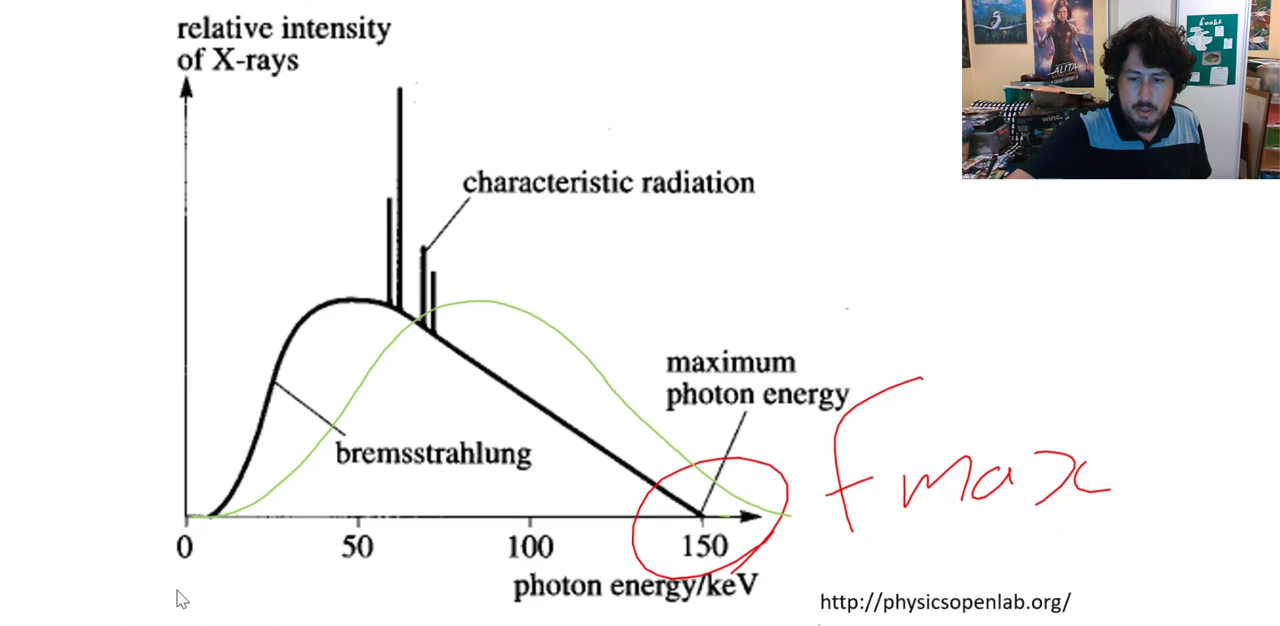 relative intensity
of X-rays
ALITA
characteristic radiation
maximum
photon energy
bremsstrahlung
fmax
0 50 100 150
photon energy/keV
http://physicsopenlab.org/